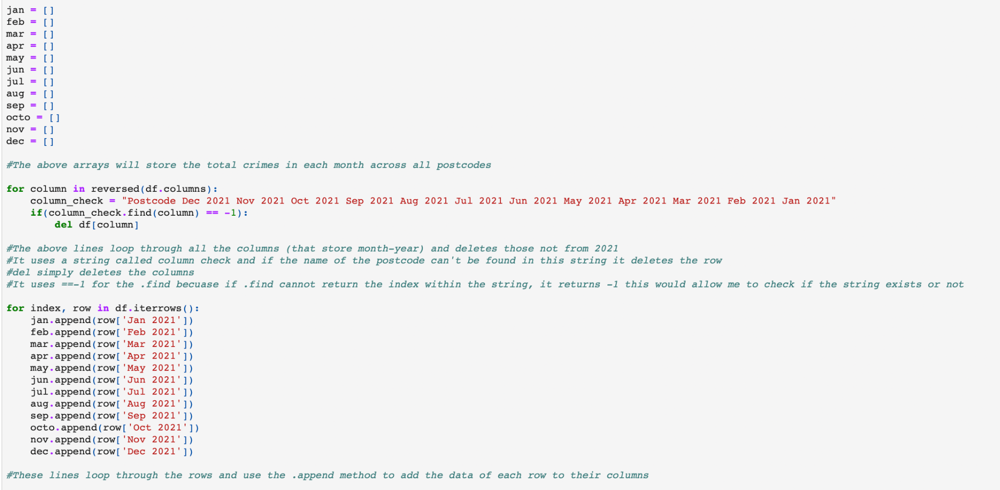 jan = []
feb = []
mar = []
apr = []
may = []
jun = []
jul = []
aug = []
sep = []
octo = []
nov = []
dec = []
#The above arrays will store the total crimes in each month across all postcodes
for column in reversed(df.columns):
    column_check = "Postcode Dec 2021 Nov 2021 Oct 2021 Sep 2021 Aug 2021 Jul 2021 Jun 2021 May 2021 Apr 2021 Mar 2021 Feb 2021 Jan 2021"
    if(column_check.find(column) == -1):
        del df[column]
#The above lines loop through all the columns (that store month-year) and deletes those not from 2021
#It uses a string called column check and if the name of the postcode can't be found in this string it deletes the row
#del simply deletes the columns
#It uses ==-1 for the .find becuase if .find cannot return the index within the string, it returns -1 this would allow me to check if the string exists or not
for index, row in df.iterrows():
    jan.append(row['Jan 2021'])
    feb.append(row['Feb 2021'])
    mar.append(row['Mar 2021'])
    apr.append(row['Apr 2021'])
    may.append(row['May 2021'])
    jun.append(row['Jun 2021'])
    jul.append(row['Jul 2021'])
    aug.append(row['Aug 2021'])
    sep.append(row['Sep 2021'])
    octo.append(row['Oct 2021'])
    nov.append(row['Nov 2021'])
    dec.append(row['Dec 2021'])
#These lines loop through the rows and use the .append method to add the data of each row to their columns